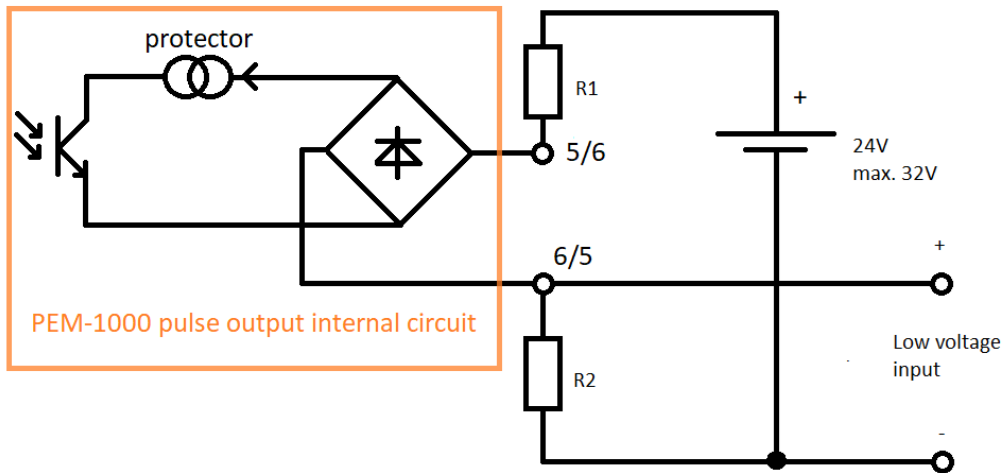 protector
R1
+
5/6
24V
max. 32V
6/5
+
PEM-1000 pulse output internal circuit
Low voltage
input
R2
-